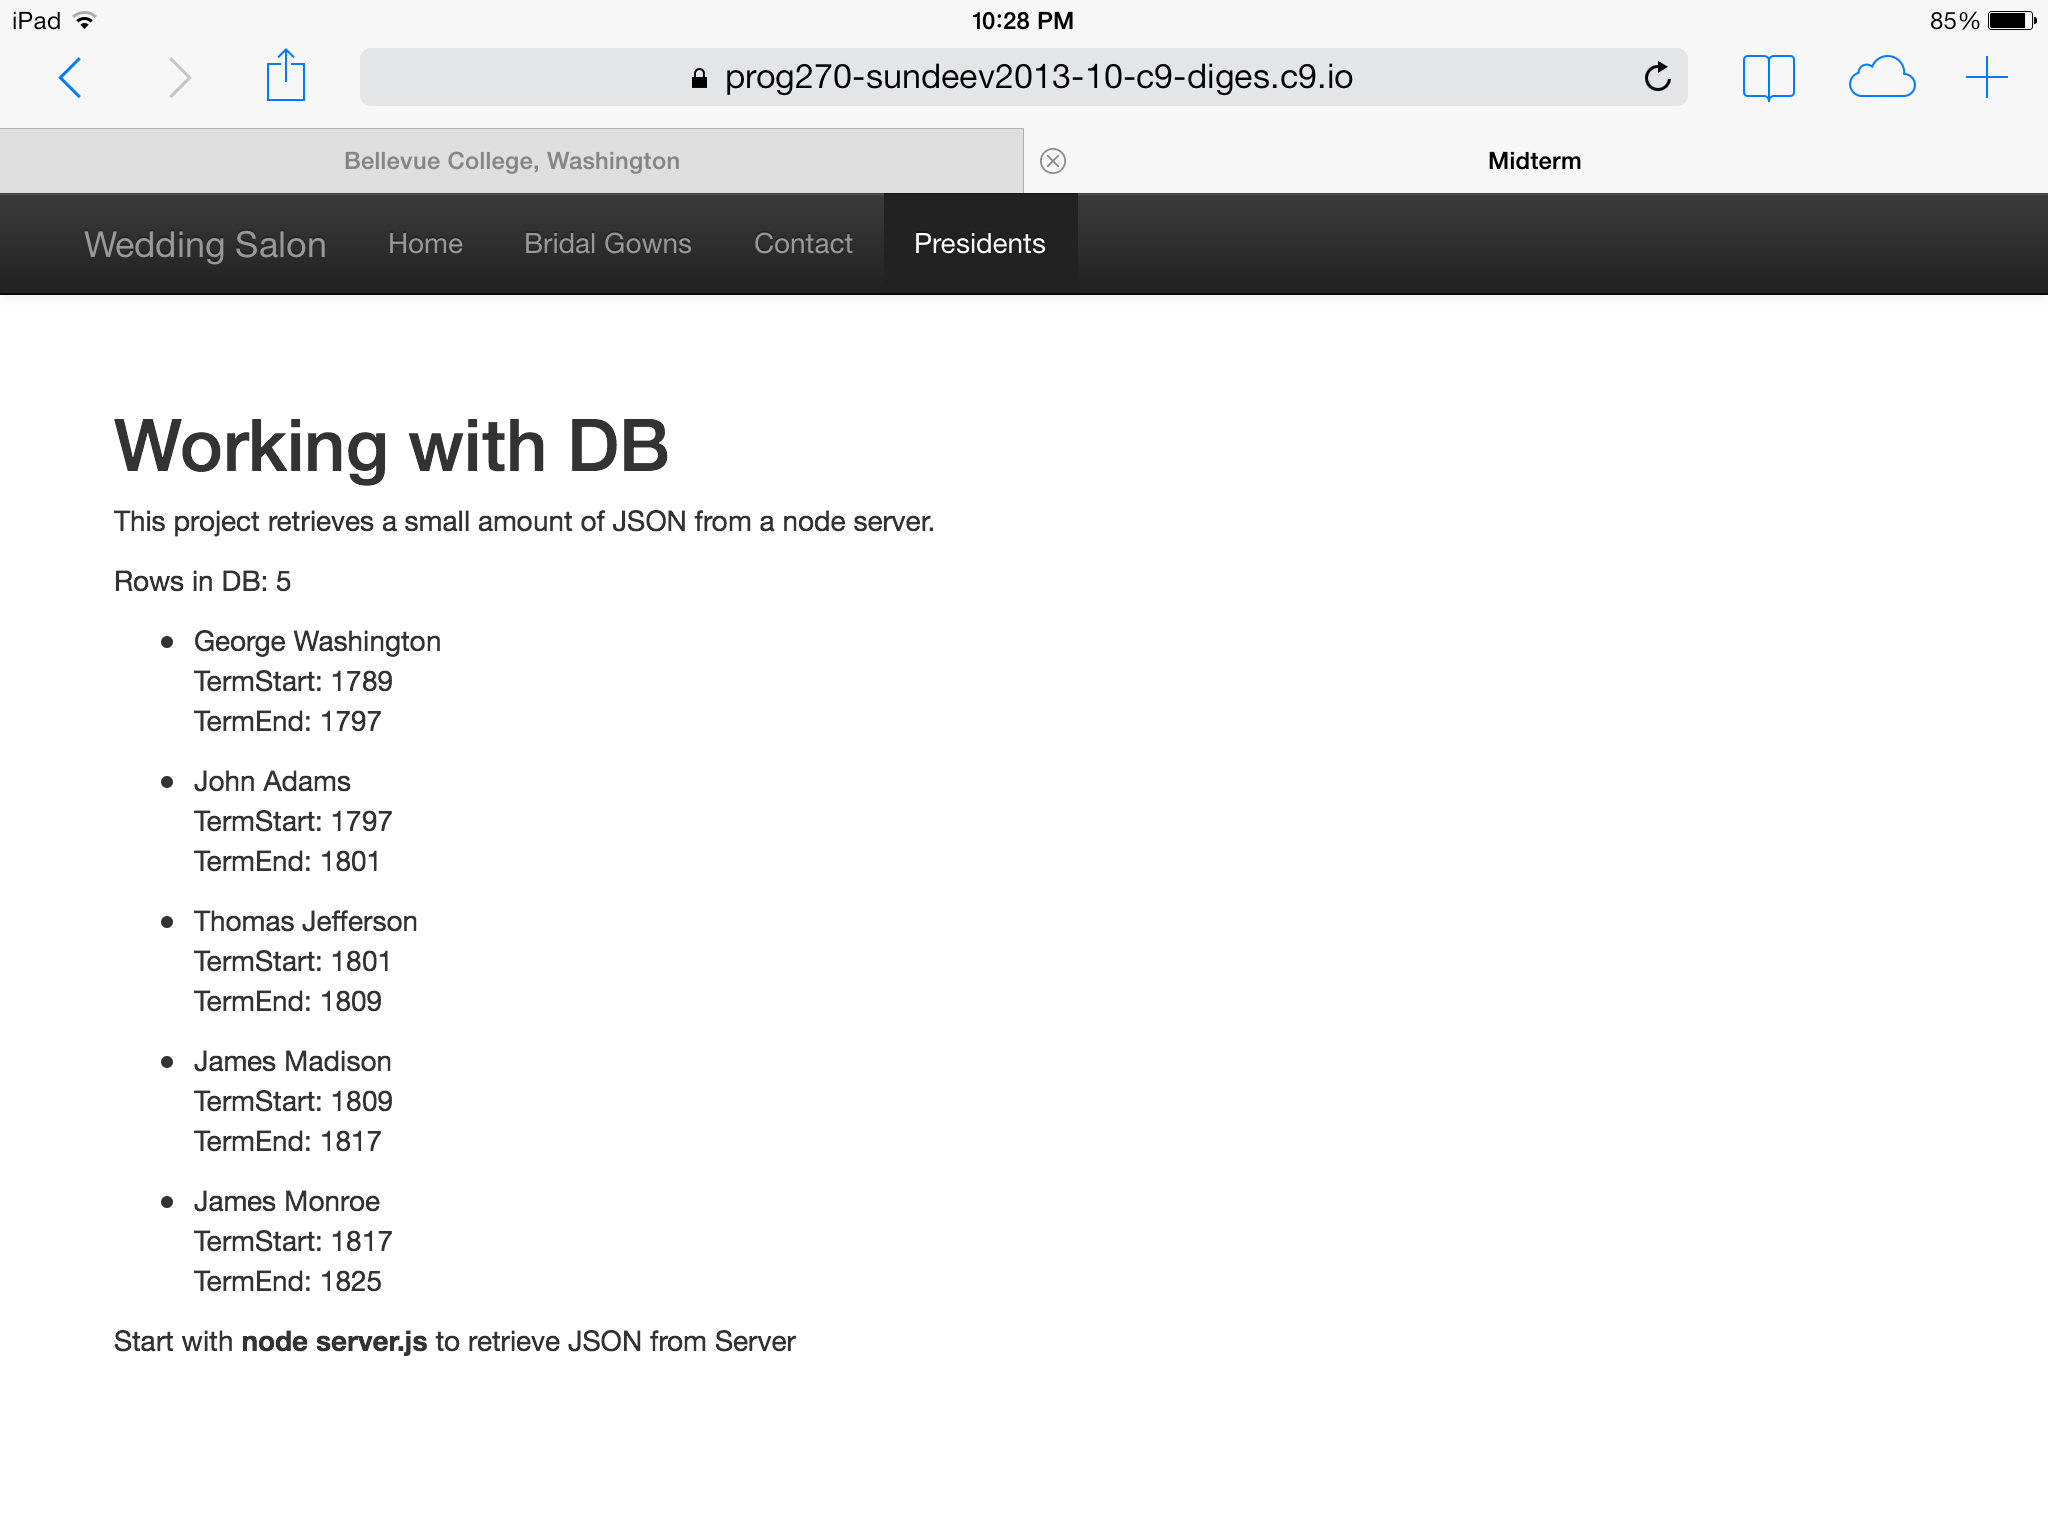 iPad
10:28 PM
85%
prog270-sundeev2013-10-c9-diges.c9.io
Bellevue College, Washington
Midterm
Wedding Salon
Home
Bridal Gowns
Contact
Presidents
Working with DB
This project retrieves a small amount of JSON from a node server.
Rows in DB: 5
George Washington
TermStart: 1789
TermEnd: 1797
John Adams
TermStart: 1797
TermEnd: 1801
Thomas Jefferson
TermStart: 1801
TermEnd: 1809
James Madison
TermStart: 1809
TermEnd: 1817
James Monroe
TermStart: 1817
TermEnd: 1825
Start with node server.js to retrieve JSON from Server